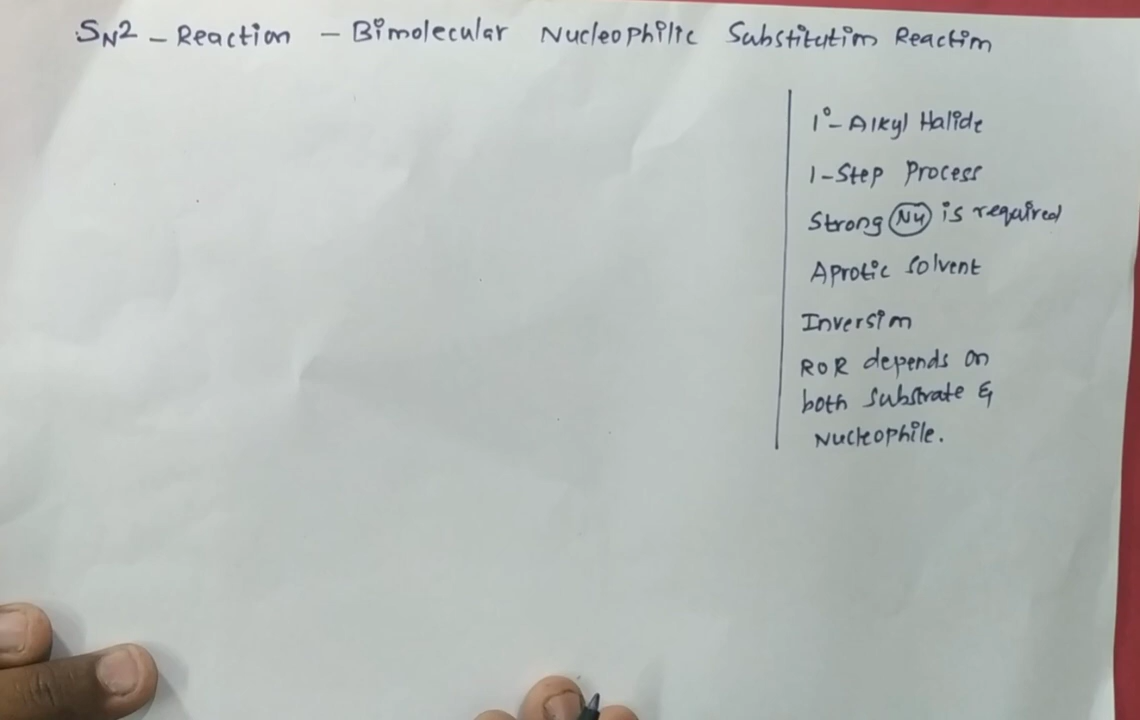 SN2 - Reaction - Bimolecular Nucleophilic Substitution Reaction
1°- Alkyl Halide
1-Step Process
Strong Nu is required
Aprotic solvent
Inversion
ROR depends on
both substrate &
Nucleophile.